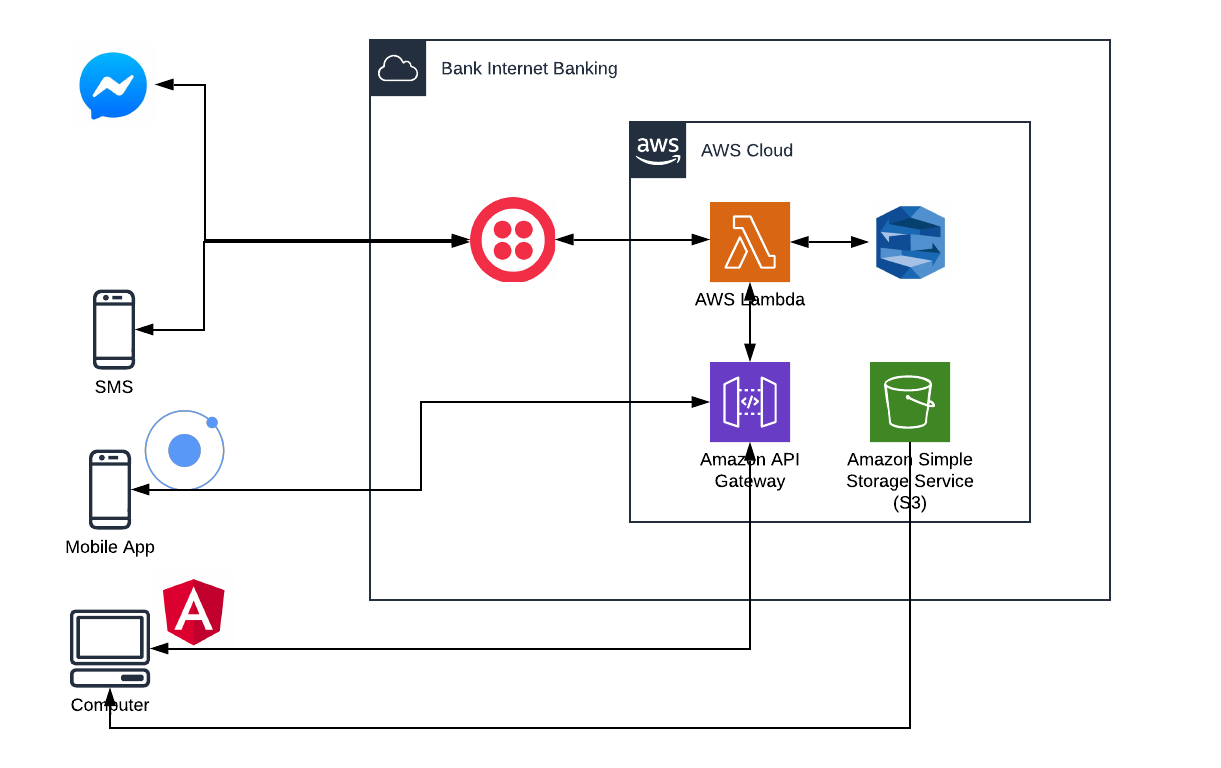 Bank Internet Banking
aws
AWS Cloud
AWS Lambda
SMS
</>
Amazon API
Gateway
Amazon Simple
Storage Service
(S3)
Mobile App
A
Computer